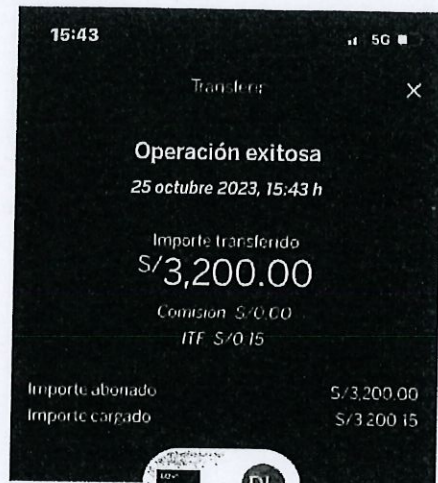 15:43 5G
Transferir
Operación exitosa
25 octubre 2023, 15:43 h
Importe transferido
S/3,200.00
Comisión S/0.00
ITF S/0.15
Importe abonado S/3,200.00
Importe cargado S/3 200 15